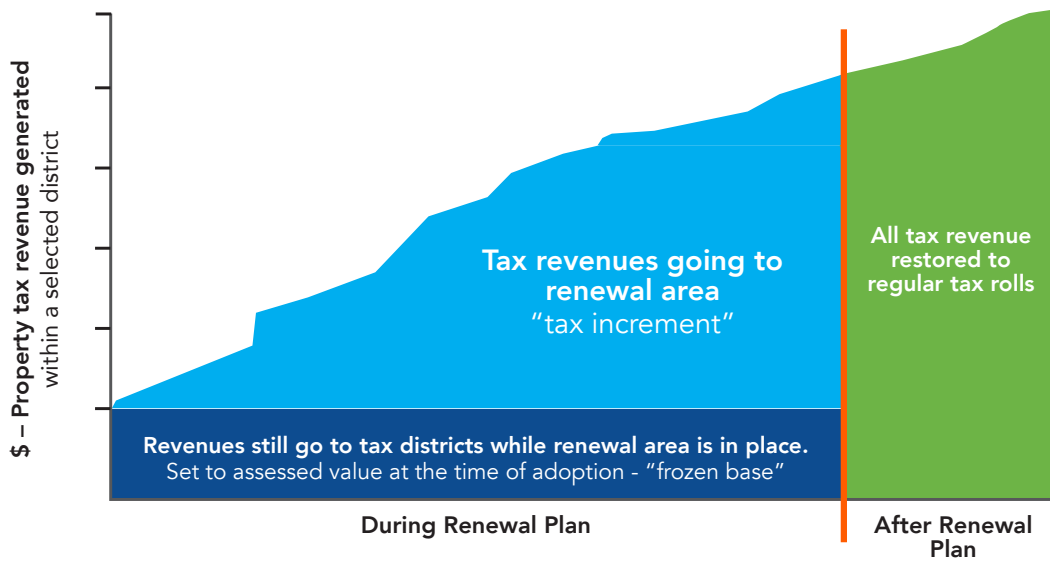 $ – Property tax revenue generated
within a selected district
Tax revenues going to
renewal area
“tax increment”
All tax revenue
restored to
regular tax rolls
Revenues still go to tax districts while renewal area is in place.
Set to assessed value at the time of adoption - “frozen base”
During Renewal Plan
After Renewal
Plan